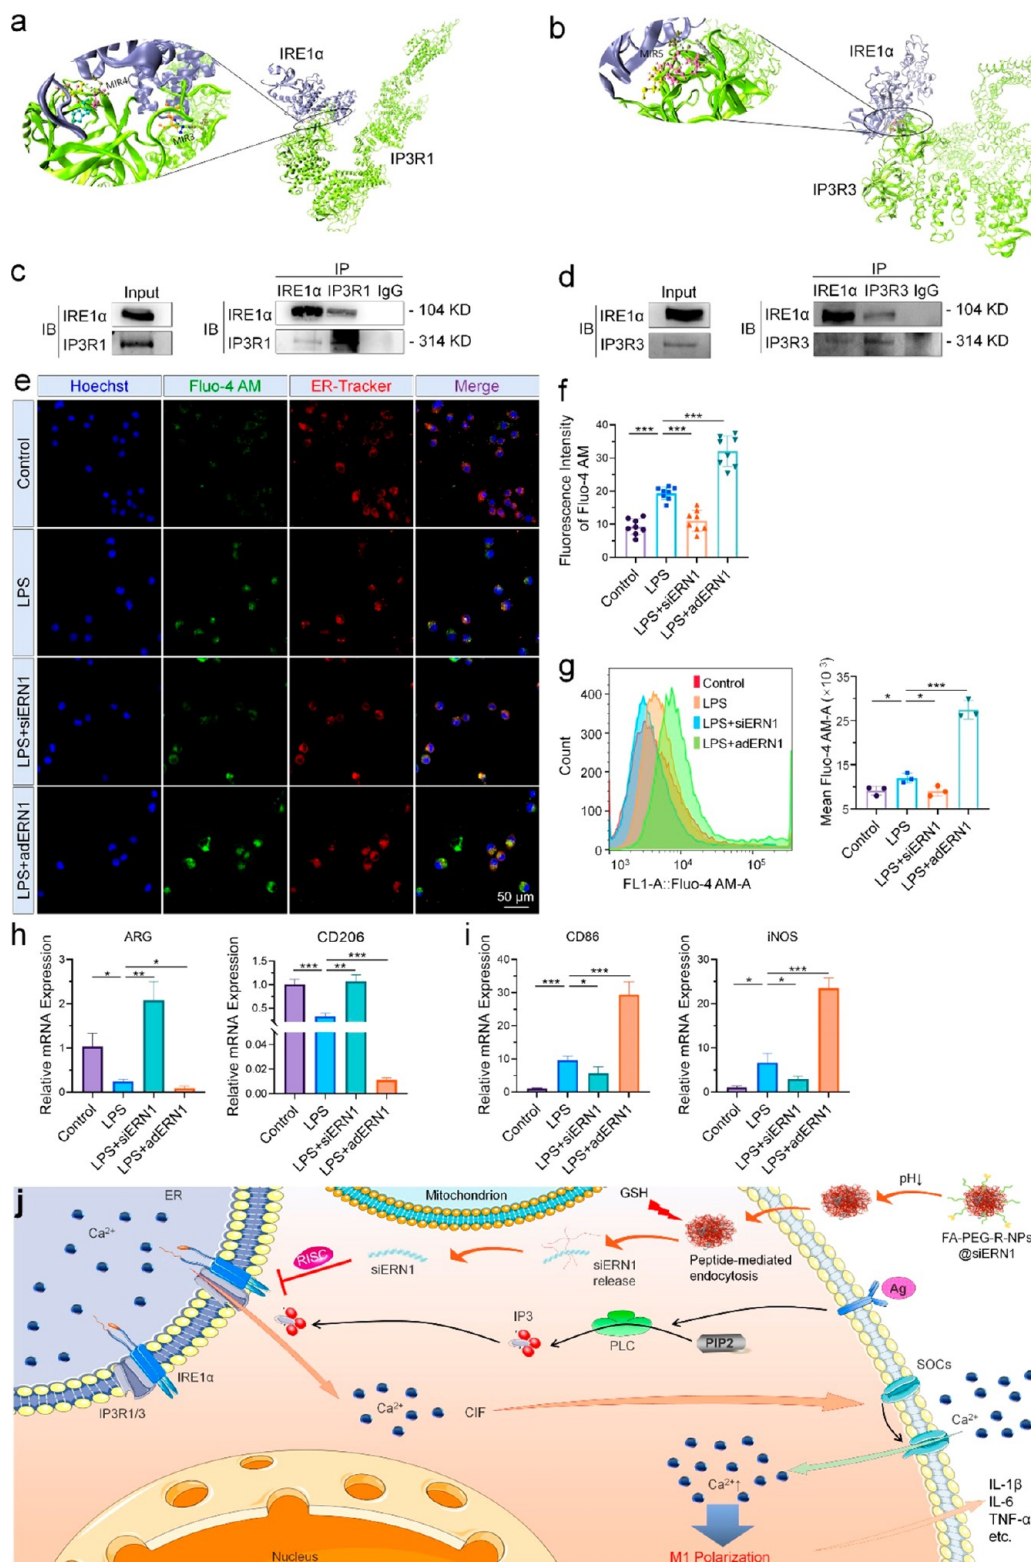 a
IRE1α
MIR4
MIR3
IP3R1
b
IRE1α
MIR5
IP3R3
c
Input
IP
IRE1α IP3R1 IgG
IB
IRE1α
IP3R1
IB
IRE1α
IP3R1
- 104 KD
- 314 KD
d
Input
IP
IRE1α IP3R3 IgG
IB
IRE1α
IP3R3
IB
IRE1α
IP3R3
- 104 KD
- 314 KD
e
Hoechst
Fluo-4 AM
ER-Tracker
Merge
Control
LPS
LPS+siERN1
LPS+adERN1
50 μm
f
Fluorescence Intensity
of Fluo-4 AM
40
30
20
10
0
***
*** ***
Control
LPS
LPS+siERN1
LPS+adERN1
g
Count
400
300
200
100
0
10³
10⁴
10⁵
FL1-A::Fluo-4 AM-A
Control
LPS
LPS+siERN1
LPS+adERN1
Mean Fluo-4 AM-A (×10⁻³)
35
25
15
5
***
* *
Control
LPS
LPS+siERN1
LPS+adERN1
h
ARG
Relative mRNA Expression
3
2
1
0
*
* **
Control
LPS
LPS+siERN1
LPS+adERN1
CD206
Relative mRNA Expression
1.5
1.0
0.5
0.04
0.02
0.00
***
*** **
Control
LPS
LPS+siERN1
LPS+adERN1
i
CD86
Relative mRNA Expression
40
30
20
10
0
***
*** *
Control
LPS
LPS+siERN1
LPS+adERN1
iNOS
Relative mRNA Expression
30
20
10
0
***
* *
Control
LPS
LPS+siERN1
LPS+adERN1
j
ER
Ca²⁺
Mitochondrion
GSH
pH↓
FA-PEG-R-NPs
@siERN1
RISC
siERN1
siERN1
release
Peptide-mediated
endocytosis
Ag
IP3
PLC
PIP2
IRE1α
IP3R1/3
Ca²⁺
CIF
SOCs
Ca²⁺
Ca²⁺↑
IL-1β
IL-6
TNF-α
etc.
M1 Polarization
Nucleus